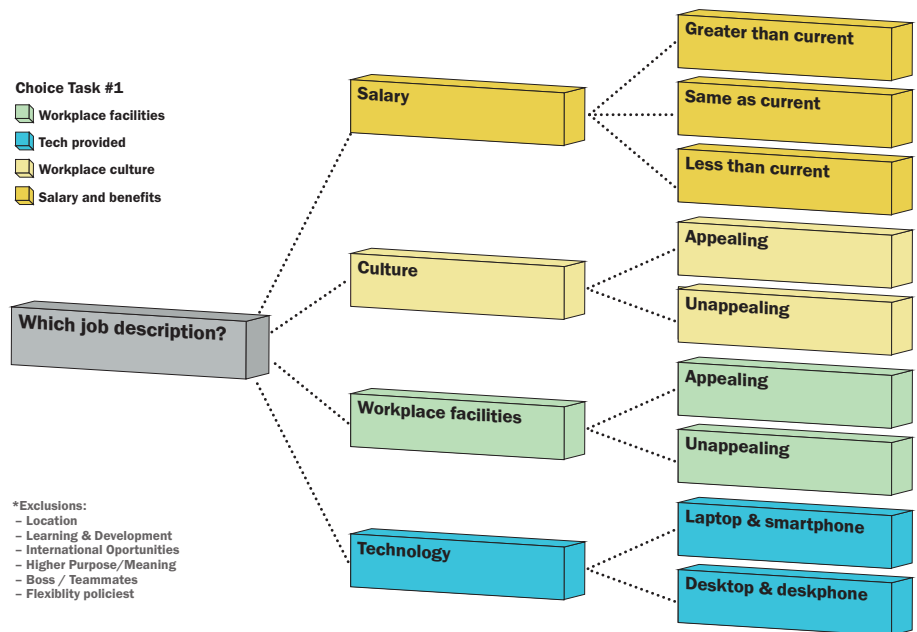 Choice Task #1
Workplace facilities
Tech provided
Workplace culture
Salary and benefits
Which job description?
Salary
Greater than current
Same as current
Less than current
Culture
Appealing
Unappealing
Workplace facilities
Appealing
Unappealing
Technology
Laptop & smartphone
Desktop & deskphone
*Exclusions:
– Location
– Learning & Development
– International Oportunities
– Higher Purpose/Meaning
– Boss / Teammates
– Flexiblity policiest